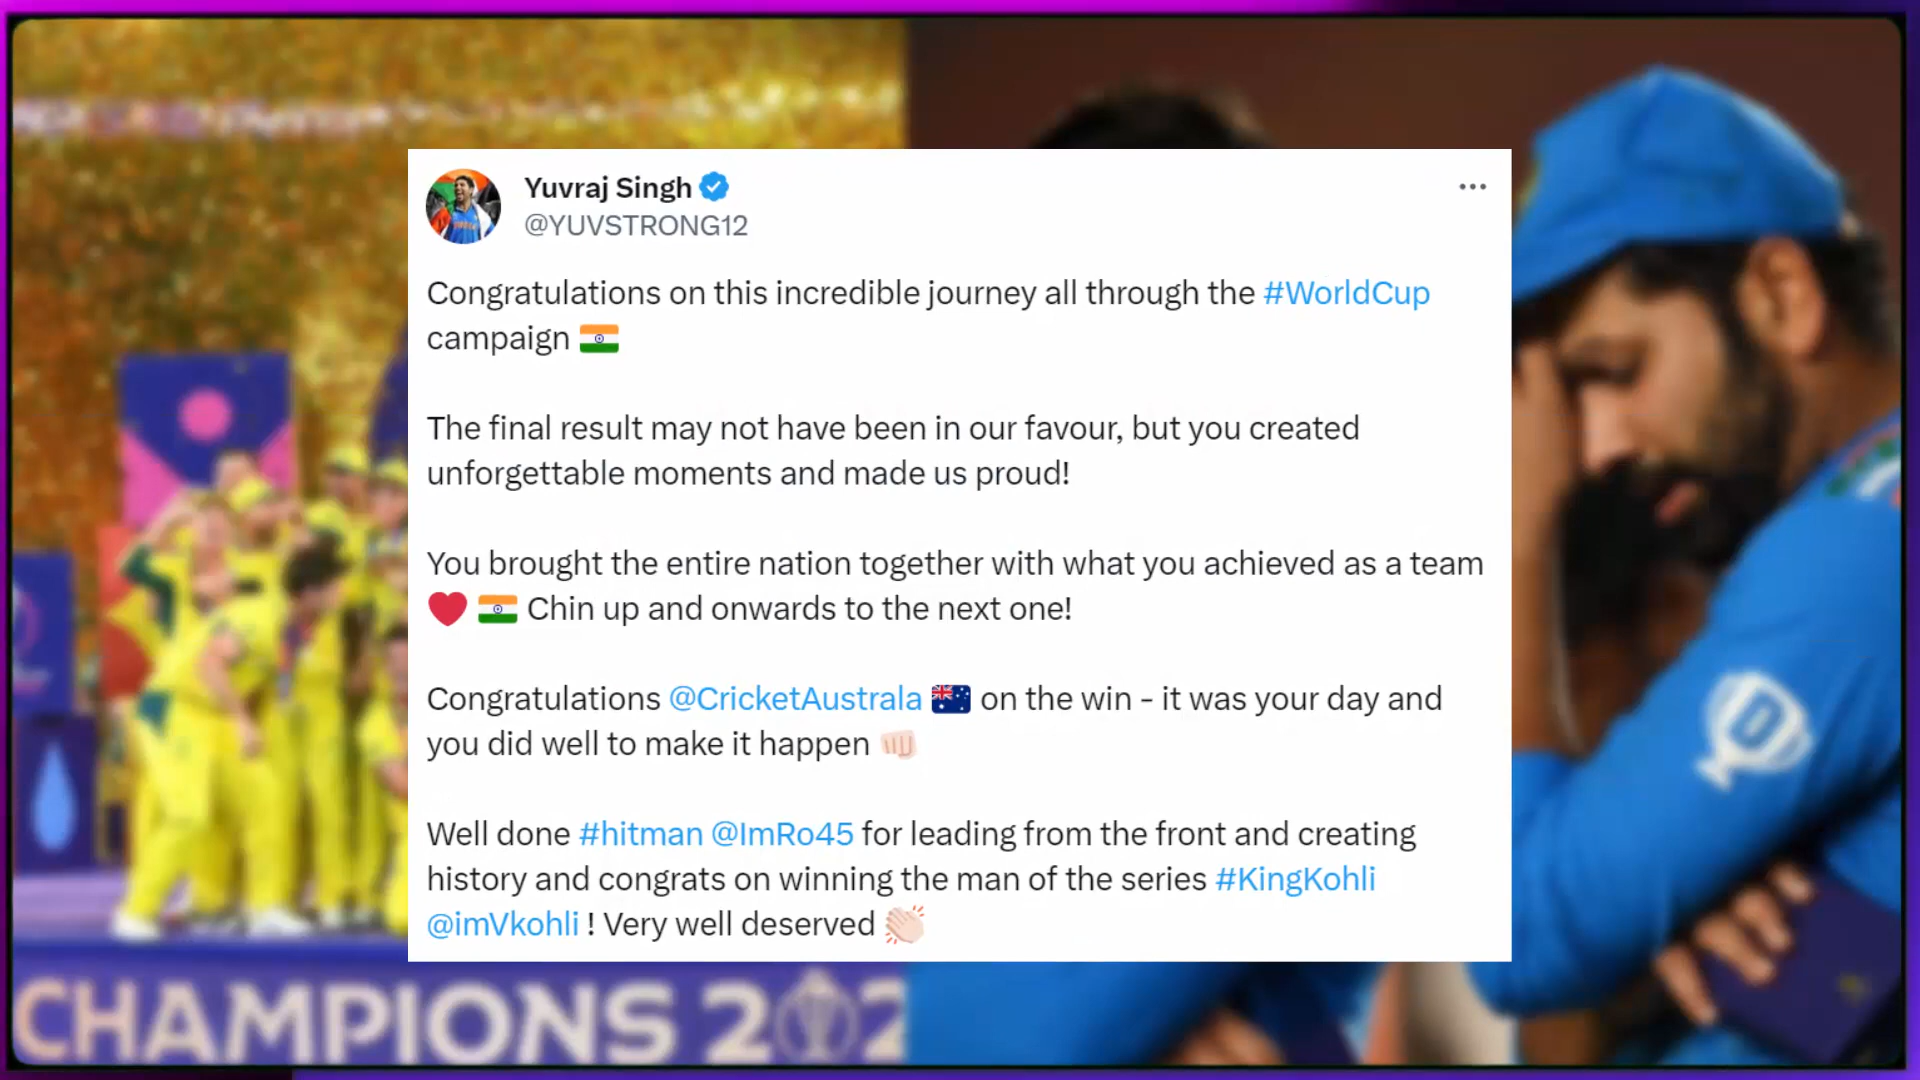 Yuvraj Singh
@YUVSTRONG12
Congratulations on this incredible journey all through the #WorldCup
campaign 🇮🇳
The final result may not have been in our favour, but you created
unforgettable moments and made us proud!
You brought the entire nation together with what you achieved as a team
❤️ 🇮🇳 Chin up and onwards to the next one!
Congratulations @CricketAustrala 🇦🇺 on the win - it was your day and
you did well to make it happen 👊🏻
Well done #hitman @ImRo45 for leading from the front and creating
history and congrats on winning the man of the series #KingKohli
@imVkohli ! Very well deserved 👏🏻
D
CHAMPIONS 202